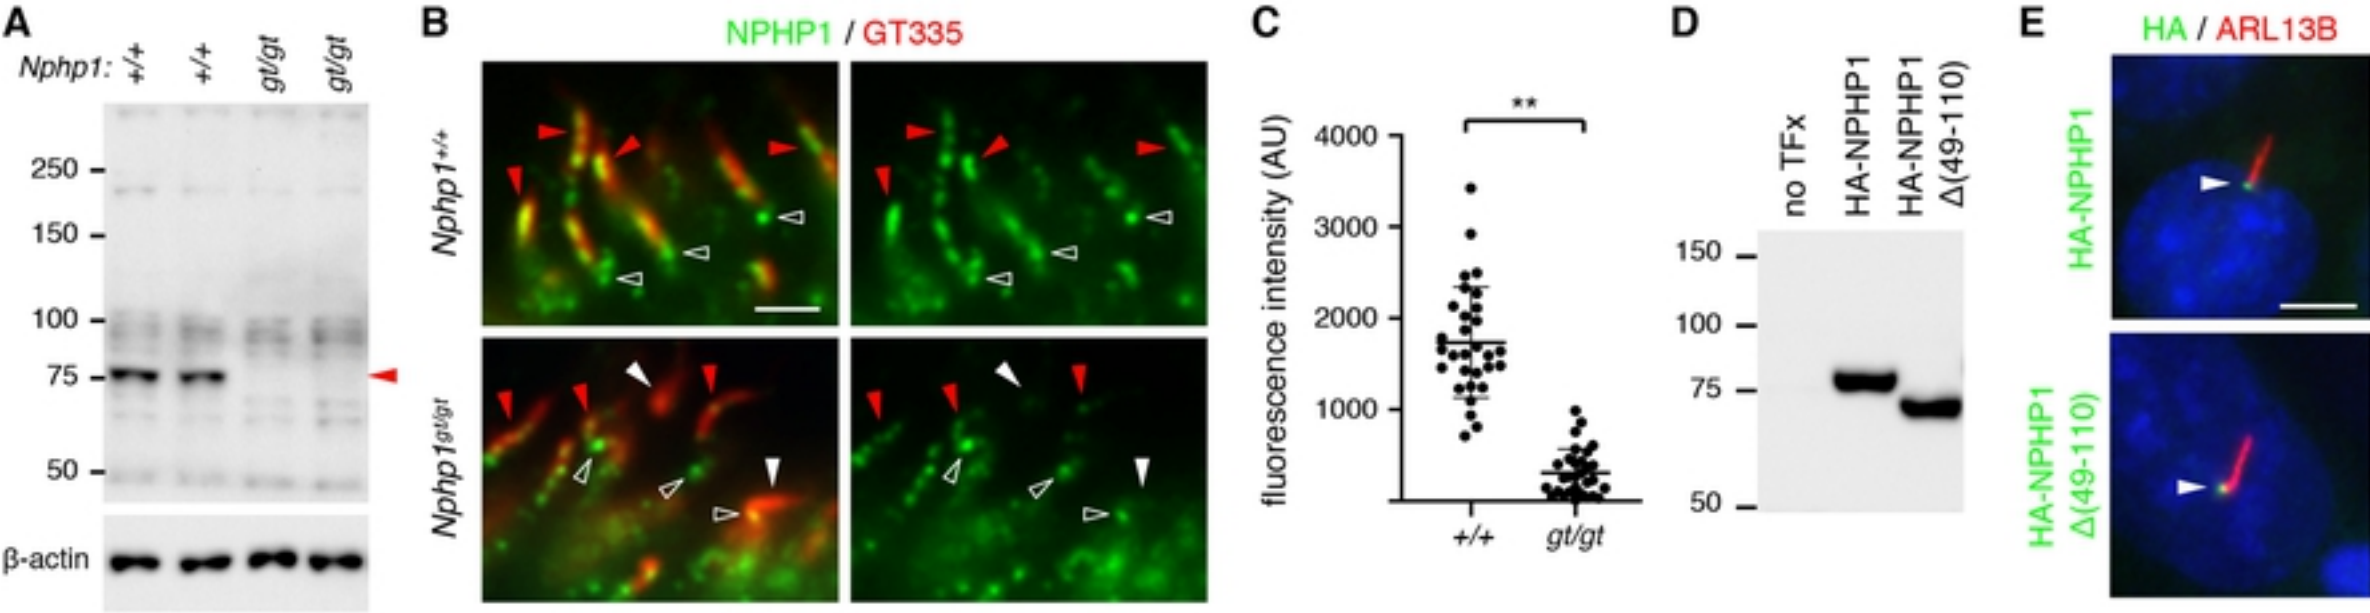 A
Nphp1: +/+ +/+ gt/gt gt/gt
250
150
100
75
50
β-actin
B
NPHP1 / GT335
Nphp1+/+
Nphp1gt/gt
C
fluorescence intensity (AU)
**
4000
3000
2000
1000
+/+ gt/gt
D
no TFx
HA-NPHP1
HA-NPHP1
Δ(49-110)
150
100
75
50
E
HA / ARL13B
HA-NPHP1
HA-NPHP1
Δ(49-110)